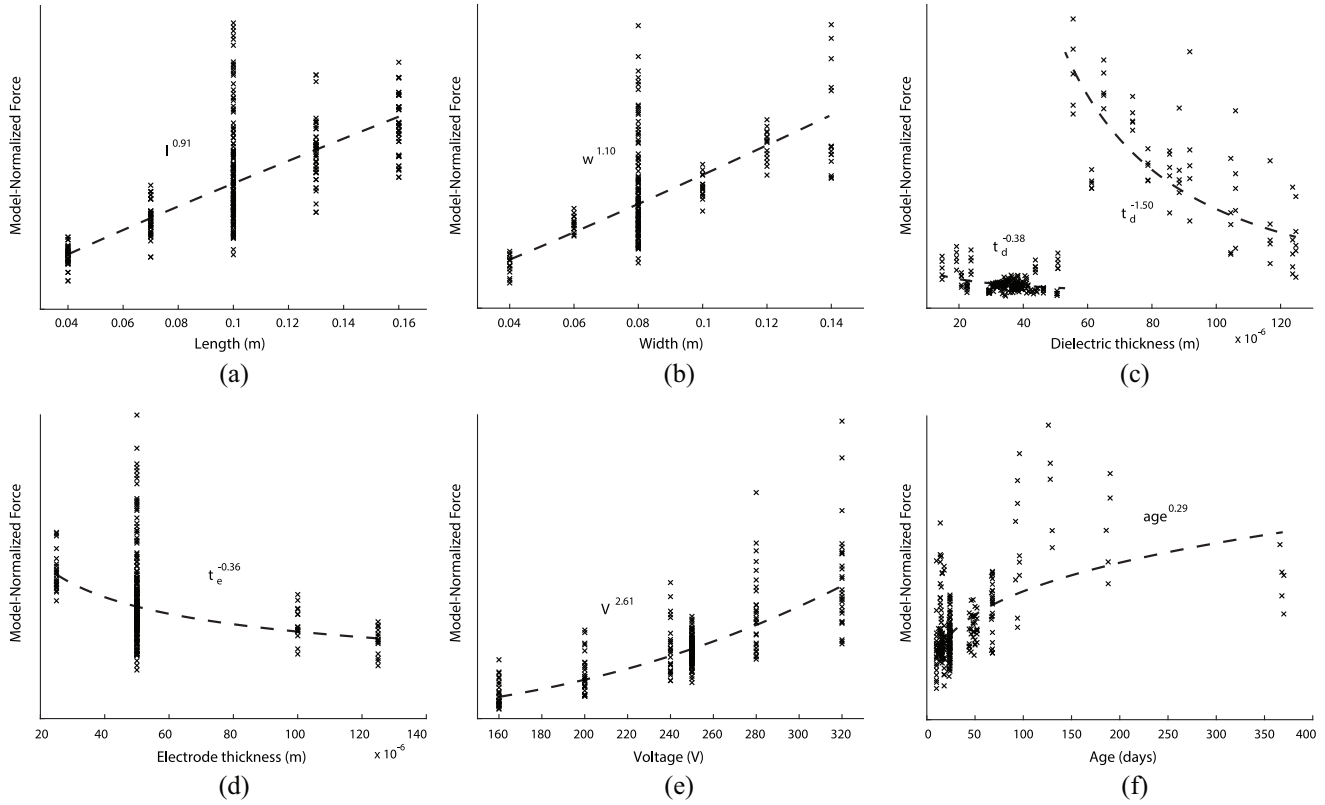 Model-Normalized Force
l^0.91
0.04 0.06 0.08 0.1 0.12 0.14 0.16
Length (m)
(a)
Model-Normalized Force
w^1.10
0.04 0.06 0.08 0.1 0.12 0.14
Width (m)
(b)
Model-Normalized Force
t_d^-0.38
t_d^-1.50
20 40 60 80 100 120
Dielectric thickness (m) x 10^-6
(c)
Model-Normalized Force
t_e^-0.36
20 40 60 80 100 120 140
Electrode thickness (m) x 10^-6
(d)
Model-Normalized Force
V^2.61
160 180 200 220 240 260 280 300 320
Voltage (V)
(e)
Model-Normalized Force
age^0.29
0 50 100 150 200 250 300 350 400
Age (days)
(f)